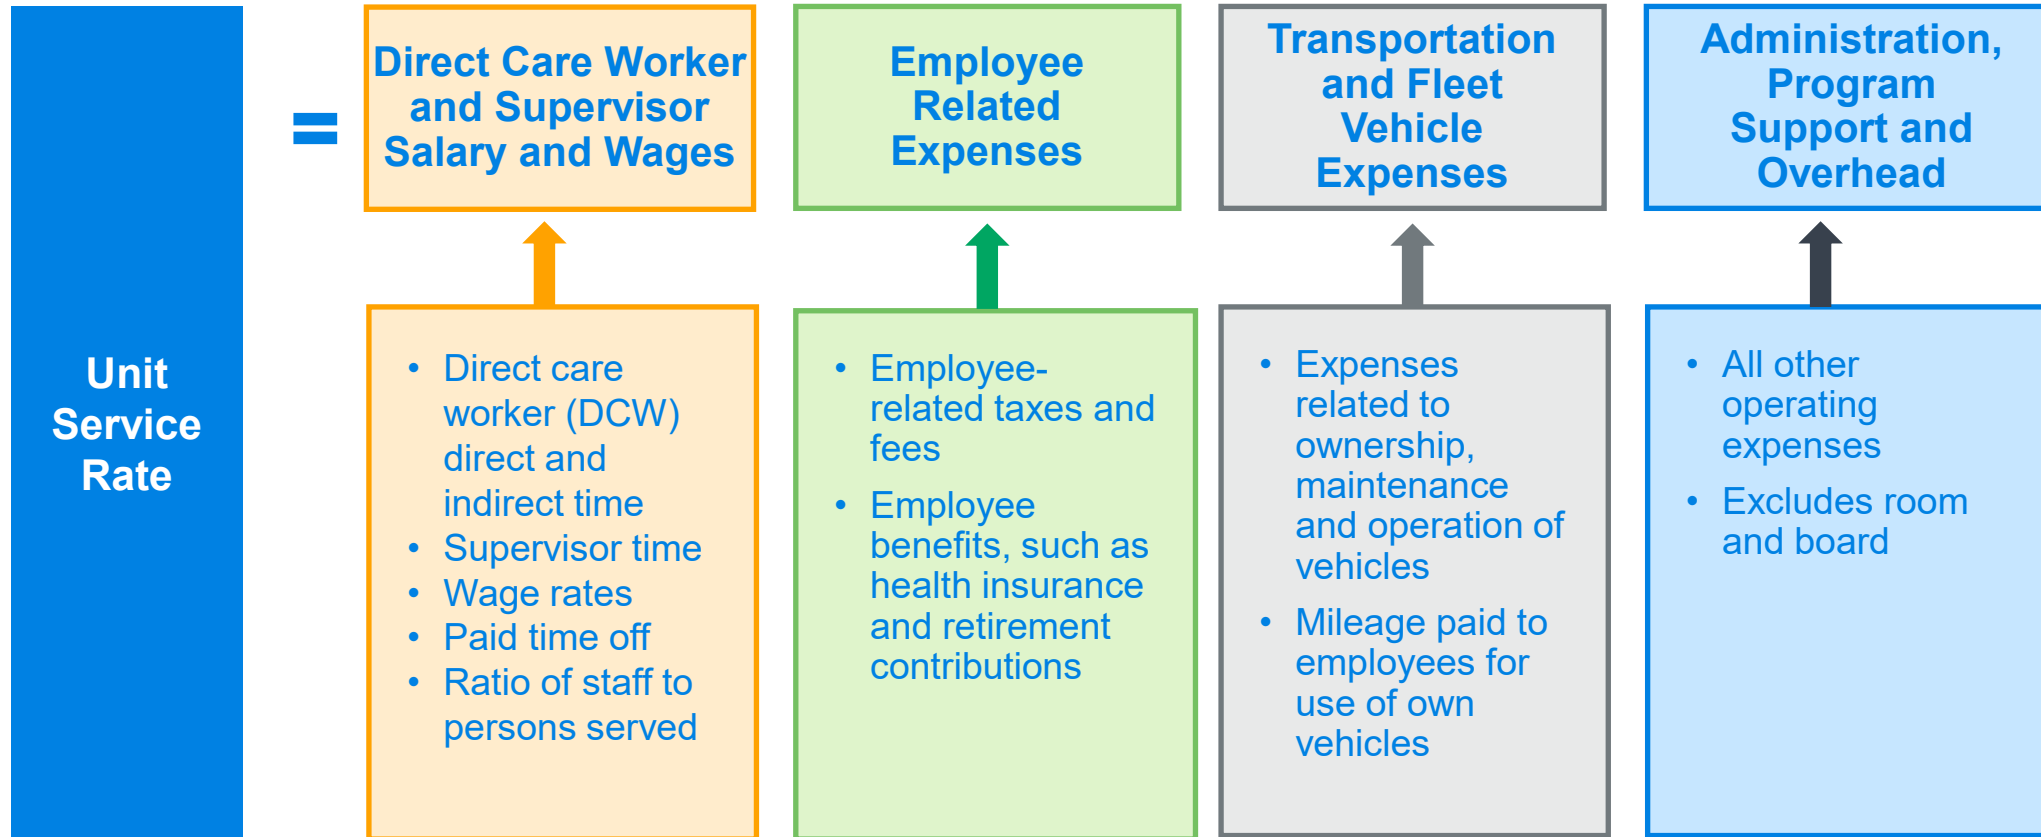 Unit
Service
Rate
=
Direct Care Worker
and Supervisor
Salary and Wages
• Direct care
worker (DCW)
direct and
indirect time
• Supervisor time
• Wage rates
• Paid time off
• Ratio of staff to
persons served
Employee
Related
Expenses
• Employee-
related taxes and
fees
• Employee
benefits, such as
health insurance
and retirement
contributions
Transportation
and Fleet
Vehicle
Expenses
• Expenses
related to
ownership,
maintenance
and operation of
vehicles
• Mileage paid to
employees for
use of own
vehicles
Administration,
Program
Support and
Overhead
• All other
operating
expenses
• Excludes room
and board